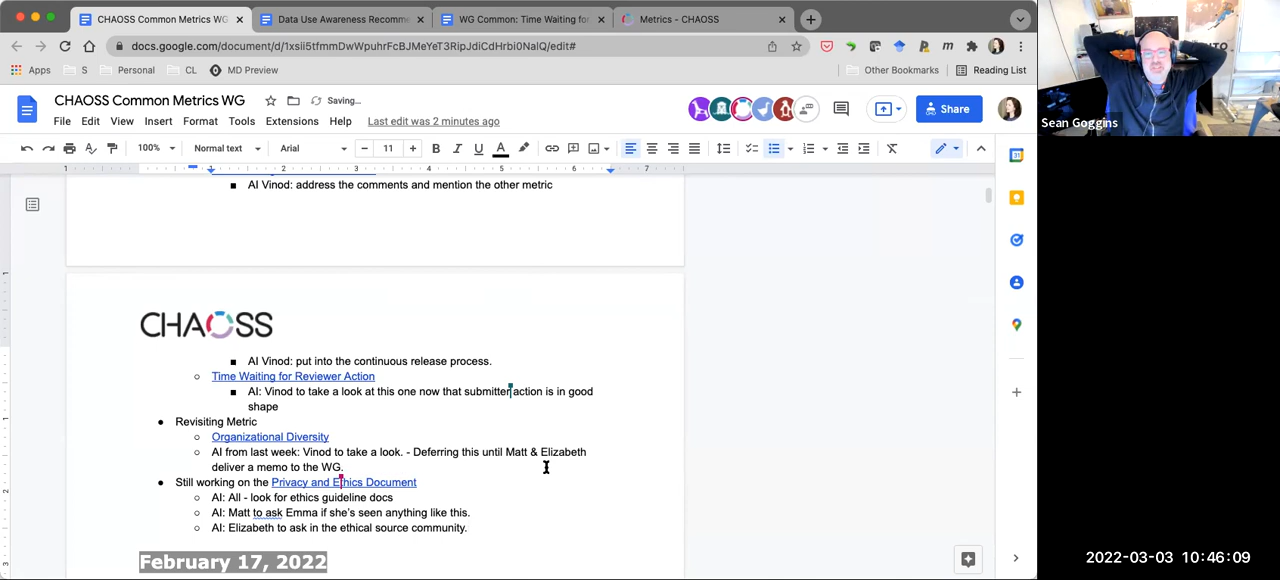 CHAOSS Common Metrics WG
Data Use Awareness Recomme
WG Common: Time Waiting for
Metrics - CHAOSS
docs.google.com/document/d/1xsIi5tfmmDwWpuhrFcBJMeYeT3RipJdiCdHrbi0NalQ/edit#
Apps
S
Personal
CL
MD Preview
Other Bookmarks
Reading List
CHAOSS Common Metrics WG
Saving...
File Edit View Insert Format Tools Extensions Help Last edit was 2 minutes ago
Share
100% Normal text Arial 11 B I U A
1 1 2 3 4 5 6 7
AI Vinod: address the comments and mention the other metric
CHAOSS
AI Vinod: put into the continuous release process.
Time Waiting for Reviewer Action
AI: Vinod to take a look at this one now that submitter action is in good
shape
Revisiting Metric
Organizational Diversity
AI from last week: Vinod to take a look. - Deferring this until Matt & Elizabeth
deliver a memo to the WG.
Still working on the Privacy and Ethics Document
AI: All - look for ethics guideline docs
AI: Matt to ask Emma if she's seen anything like this.
AI: Elizabeth to ask in the ethical source community.
February 17, 2022
Sean Goggins
2022-03-03 10:46:09